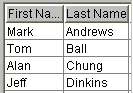 First Na... Last Name
Mark Andrews
Tom Ball
Alan Chung
Jeff Dinkins